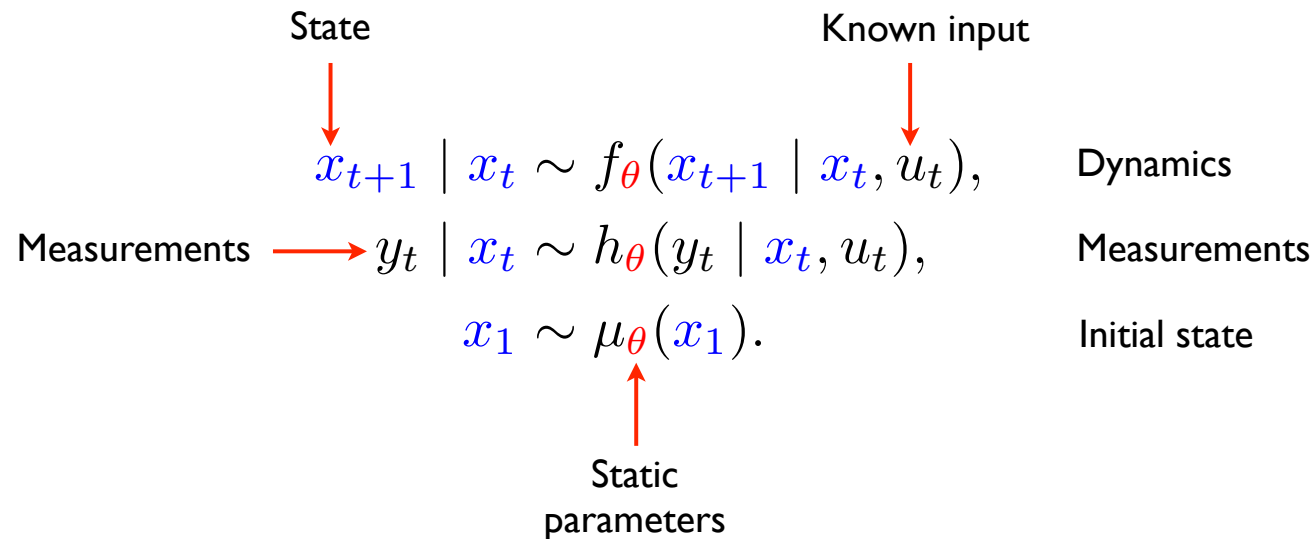 State Known input
x_{t+1} | x_t ∼ f_θ(x_{t+1} | x_t, u_t), Dynamics
Measurements y_t | x_t ∼ h_θ(y_t | x_t, u_t), Measurements
x_1 ∼ μ_θ(x_1). Initial state
Static
parameters